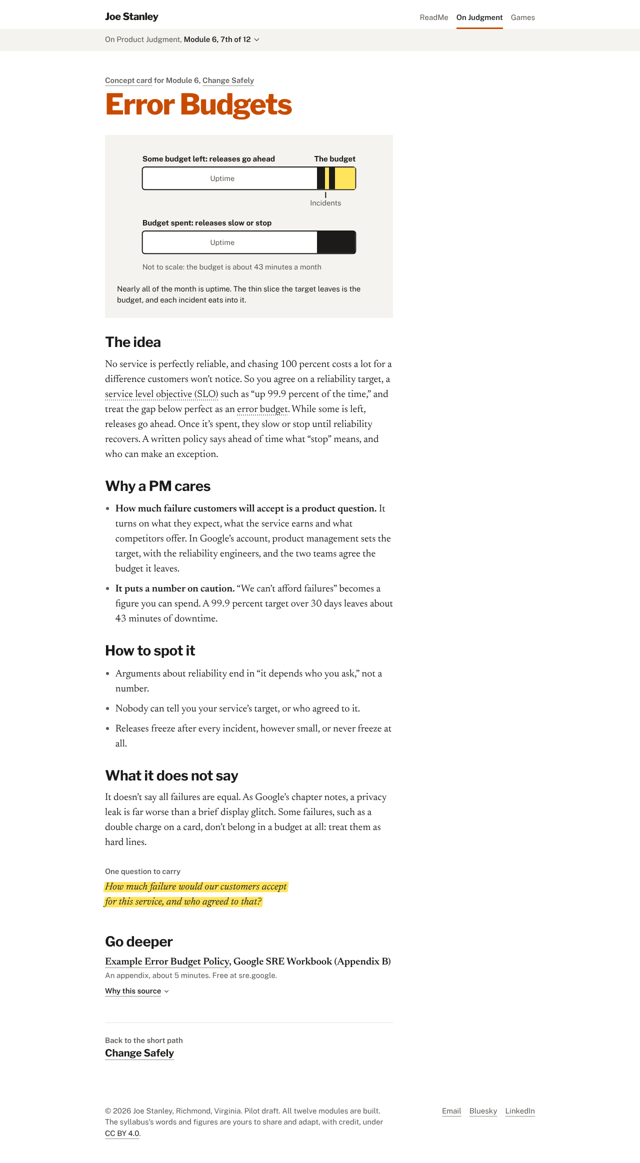 Joe Stanley
ReadMe On Judgment Games
On Product Judgment, Module 6, 7th of 12
Concept card for Module 6, Change Safely
Error Budgets
Some budget left: releases go ahead The budget
Uptime
Incidents
Budget spent: releases slow or stop
Uptime
Not to scale: the budget is about 43 minutes a month
Nearly all of the month is uptime. The thin slice the target leaves is the
budget, and each incident eats into it.
The idea
No service is perfectly reliable, and chasing 100 percent costs a lot for a
difference customers won’t notice. So you agree on a reliability target, a
service level objective (SLO) such as “up 99.9 percent of the time,” and
treat the gap below perfect as an error budget. While some is left,
releases go ahead. Once it’s spent, they slow or stop until reliability
recovers. A written policy says ahead of time what “stop” means, and
who can make an exception.
Why a PM cares
How much failure customers will accept is a product question. It
turns on what they expect, what the service earns and what
competitors offer. In Google’s account, product management sets the
target, with the reliability engineers, and the two teams agree the
budget it leaves.
It puts a number on caution. “We can’t afford failures” becomes a
figure you can spend. A 99.9 percent target over 30 days leaves about
43 minutes of downtime.
How to spot it
Arguments about reliability end in “it depends who you ask,” not a
number.
Nobody can tell you your service’s target, or who agreed to it.
Releases freeze after every incident, however small, or never freeze at
all.
What it does not say
It doesn’t say all failures are equal. As Google’s chapter notes, a privacy
leak is far worse than a brief display glitch. Some failures, such as a
double charge on a card, don’t belong in a budget at all: treat them as
hard lines.
One question to carry
How much failure would our customers accept
for this service, and who agreed to that?
Go deeper
Example Error Budget Policy, Google SRE Workbook (Appendix B)
An appendix, about 5 minutes. Free at sre.google.
Why this source
Back to the short path
Change Safely
© 2026 Joe Stanley, Richmond, Virginia. Pilot draft. All twelve modules are built.
The syllabus’s words and figures are yours to share and adapt, with credit, under
CC BY 4.0.
Email Bluesky LinkedIn